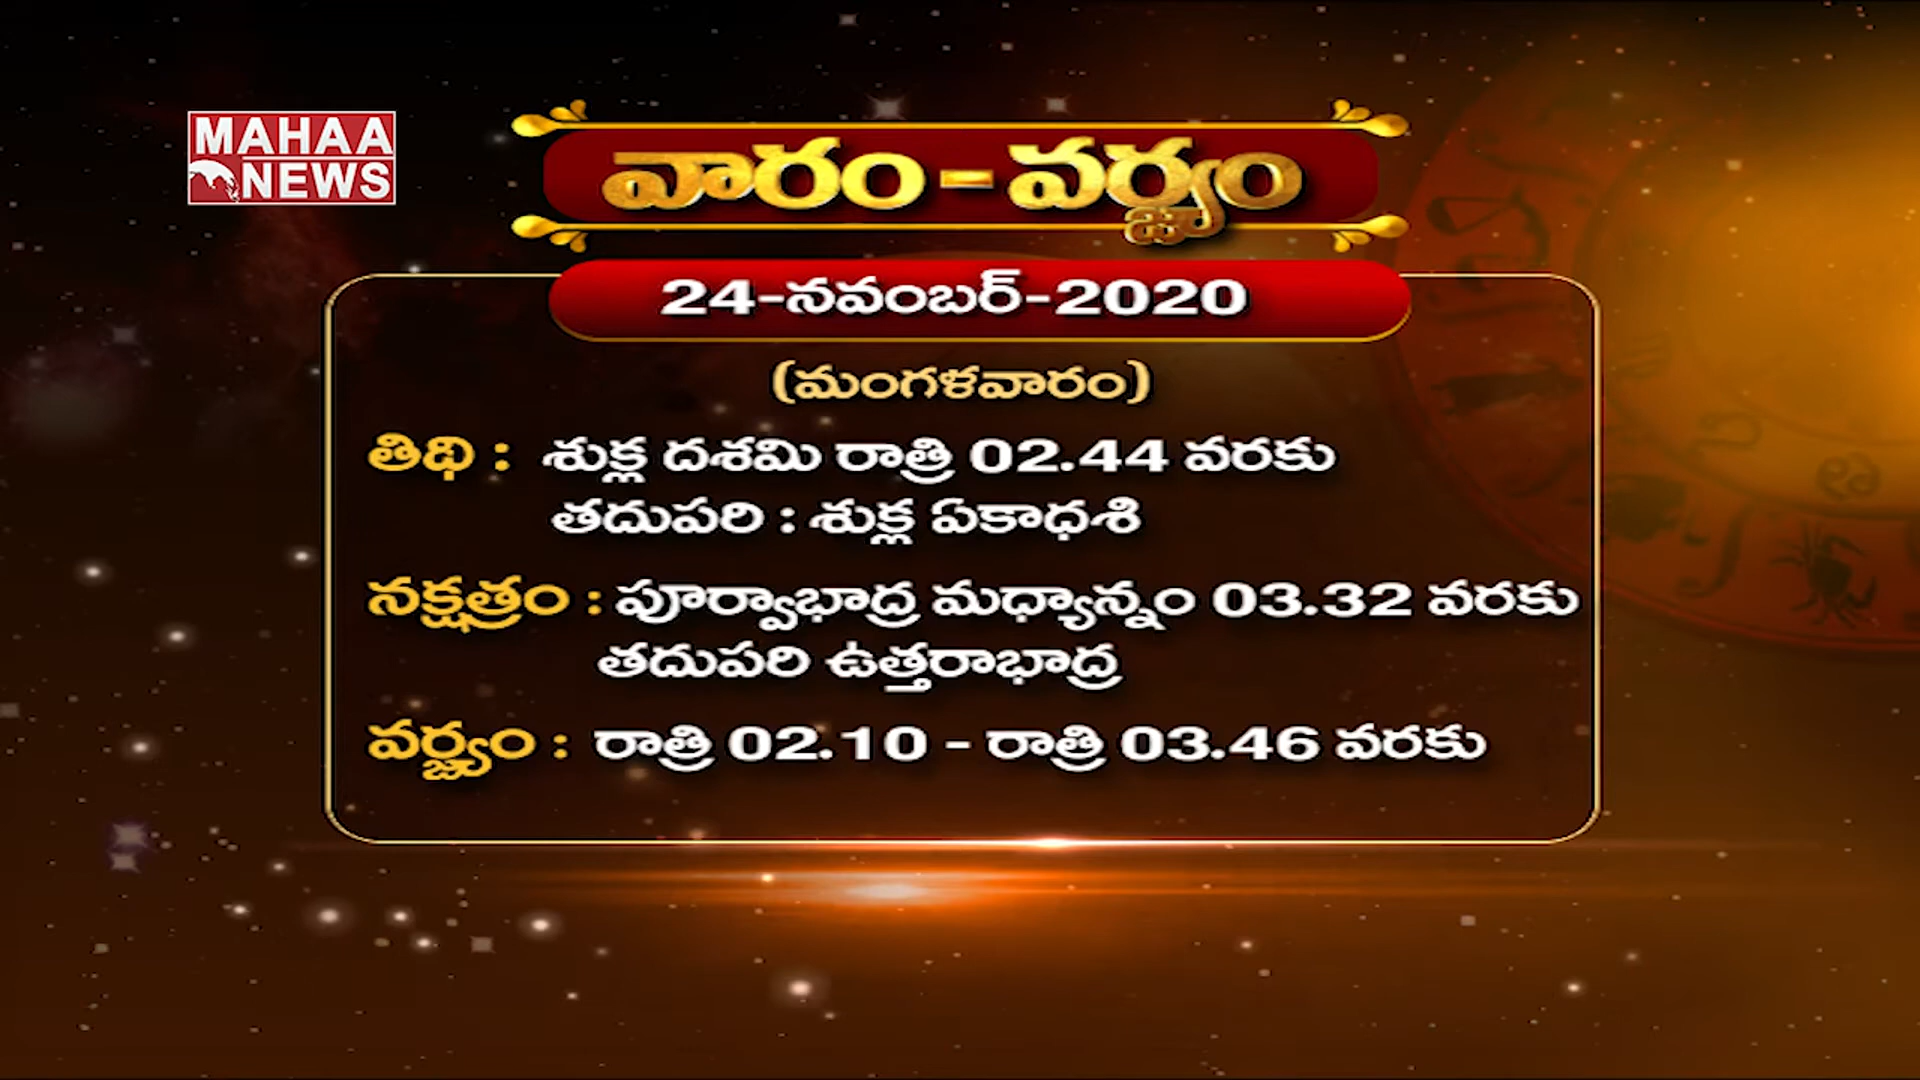 MAHAA
NEWS
వారం - వర్జ్యం
24-నవంబర్-2020
(మంగళవారం)
తిథి : శుక్ల దశమి రాత్రి 02.44 వరకు
తదుపరి : శుక్ల ఏకాధశి
నక్షత్రం : పూర్వాభాద్ర మధ్యాన్నం 03.32 వరకు
తదుపరి ఉత్తరాభాద్ర
వర్జ్యం : రాత్రి 02.10 - రాత్రి 03.46 వరకు